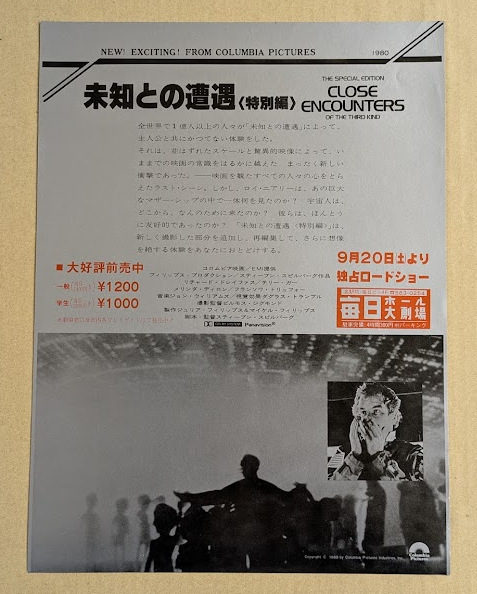 NEW! EXCITING! FROM COLUMBIA PICTURES
1980
未知との遭遇〈特別編〉
THE SPECIAL EDITION
CLOSE
ENCOUNTERS
OF THE THIRD KIND
全世界で1億人以上の人々が「未知との遭遇」によって、
主人公と共にかつてない体験をした。
それは、並はずれたスケールと驚異的映像によって、い
ままでの映画の常識をはるかに越えた まったく新しい
衝撃であった。——映画を観たすべての人々の心をとら
えたラスト・シーン。しかし、ロイ・ニアリーは、あの巨大
なマザーシップの中で一体何を見たのか? 宇宙人は、
どこから、なんのために来たのか? 彼らは、ほんとう
に友好的であったのか? 「未知との遭遇〈特別編〉」は、
新しく撮影した部分を追加し、再編集して、さらに想像
を絶する体験をあなたにおとどけする。
■ 大好評前売中
一般 ¥1200
学生 ¥1000
コロムビア映画／EMI提供
フィリップス・プロダクション／スティーブン・スピルバーグ作品
リチャード・ドレイファス／テリー・ガー
メリンダ・ディロン／フランソワ・トリュフォー
音楽ジョン・ウィリアムズ／視覚効果ダグラス・トランブル
撮影監督ビルモス・ジグモンド
製作ジュリア・フィリップス&マイケル・フィリップス
脚本・監督スティーブン・スピルバーグ
DOLBY SYSTEM Panavision®
9月20日(土)より
独占ロードショー
毎日ホール
大劇場
Copyright © 1980 by Columbia Pictures Industries, Inc.
Columbia
Pictures